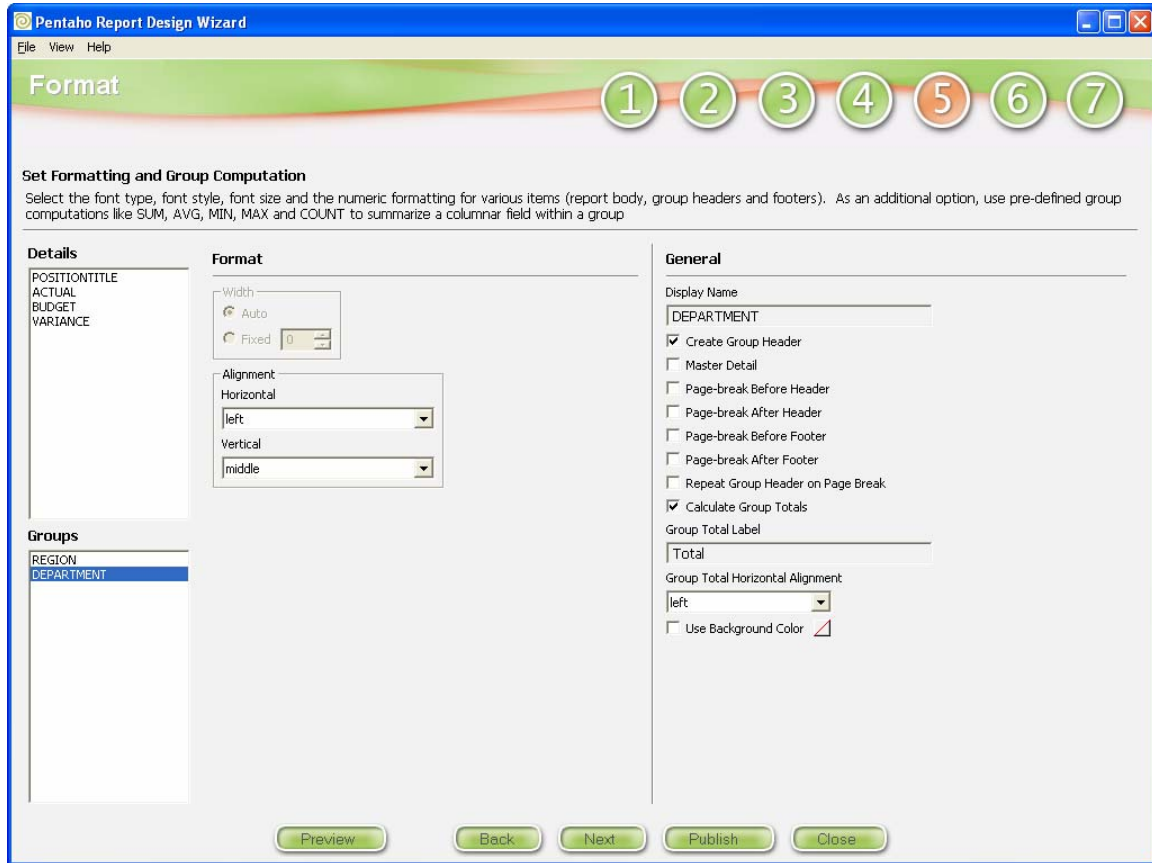 Pentaho Report Design Wizard
File View Help
Format
1 2 3 4 5 6 7
Set Formatting and Group Computation
Select the font type, font style, font size and the numeric formatting for various items (report body, group headers and footers). As an additional option, use pre-defined group
computations like SUM, AVG, MIN, MAX and COUNT to summarize a columnar field within a group
Details
POSITIONTITLE
ACTUAL
BUDGET
VARIANCE
Groups
REGION
DEPARTMENT
Format
Width
Auto
Fixed 0
Alignment
Horizontal
left
Vertical
middle
General
Display Name
DEPARTMENT
Create Group Header
Master Detail
Page-break Before Header
Page-break After Header
Page-break Before Footer
Page-break After Footer
Repeat Group Header on Page Break
Calculate Group Totals
Group Total Label
Total
Group Total Horizontal Alignment
left
Use Background Color
Preview Back Next Publish Close